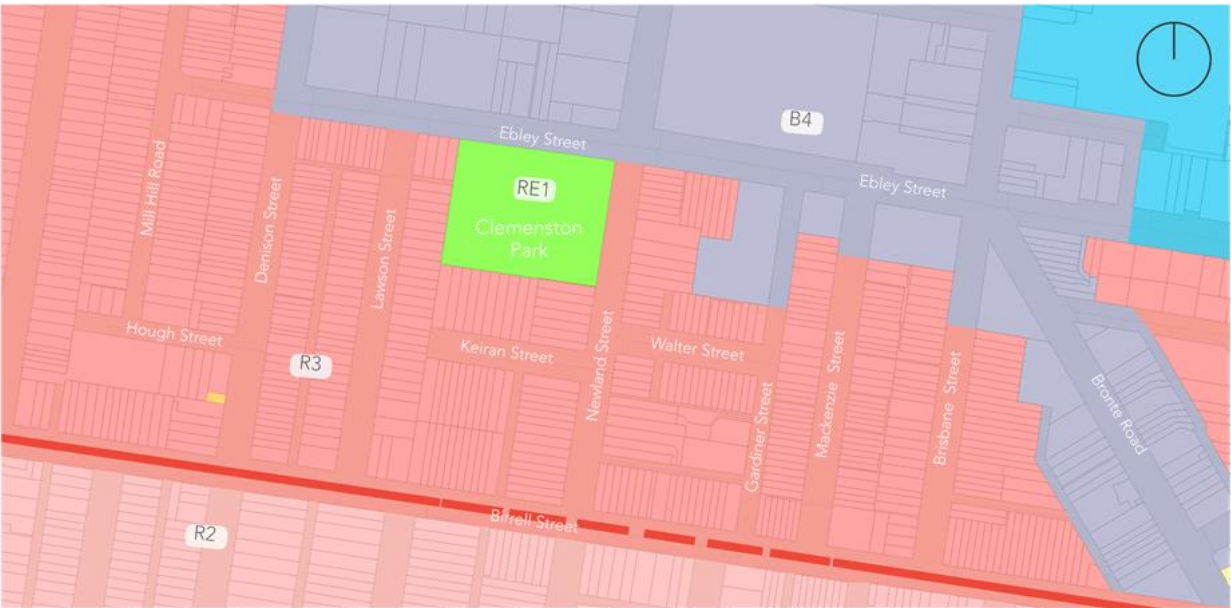 B4
Ebley Street
Ebley Street
RE1
Clemenston
Park
Mill Hill Road
Denison Street
Lawson Street
Hough Street
R3
Keiran Street
Newland Street
Walter Street
Gardiner Street
Mackenzie Street
Brisbane Street
Bronte Road
Birrell Street
R2